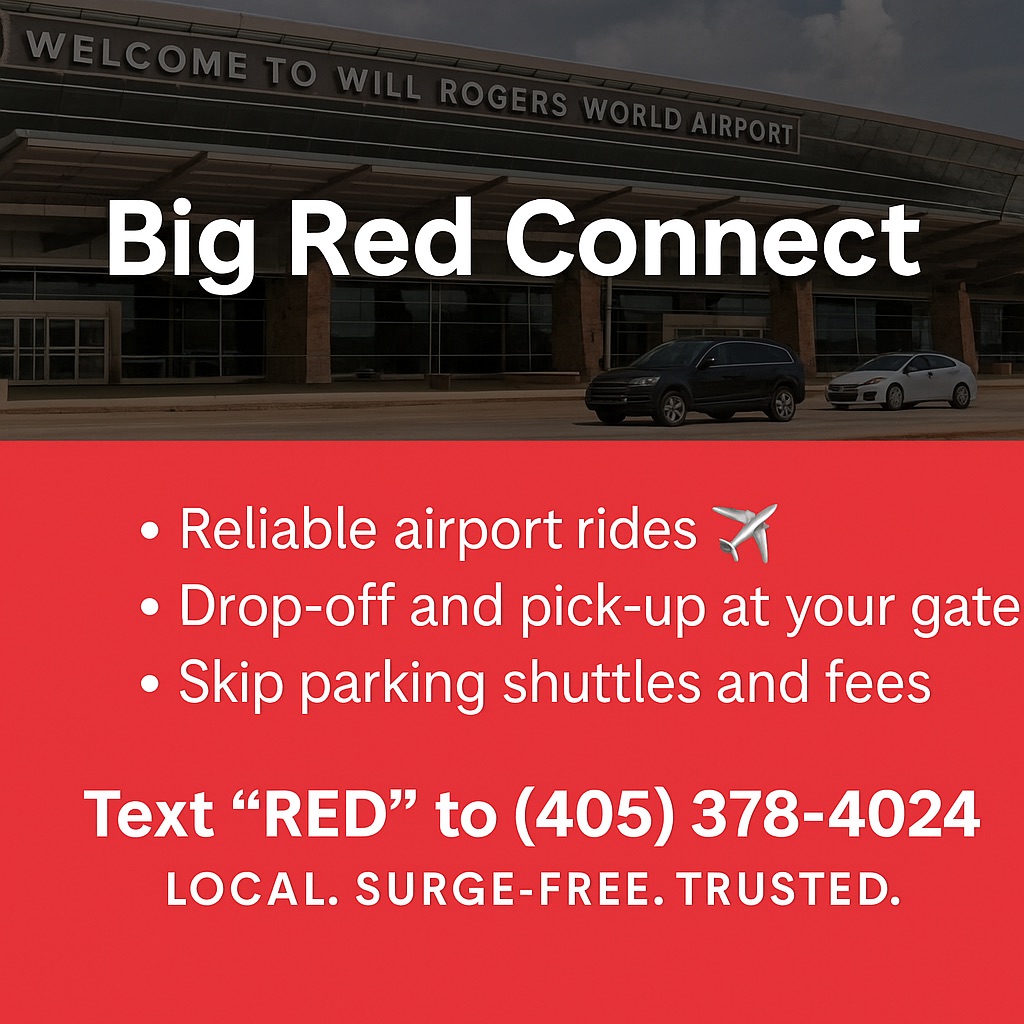 WELCOME TO WILL ROGERS WORLD AIRPORT
Big Red Connect
• Reliable airport rides ✈️
• Drop-off and pick-up at your gate
• Skip parking shuttles and fees
Text “RED” to (405) 378-4024
LOCAL. SURGE-FREE. TRUSTED.